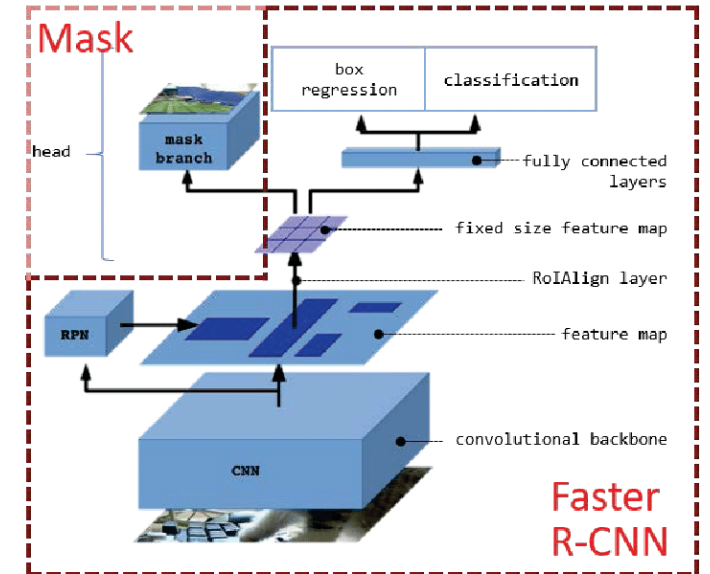 Mask
head
mask
branch
box
regression
classification
fully connected
layers
fixed size feature map
RoIAlign layer
RPN
feature map
CNN
convolutional backbone
Faster
R-CNN